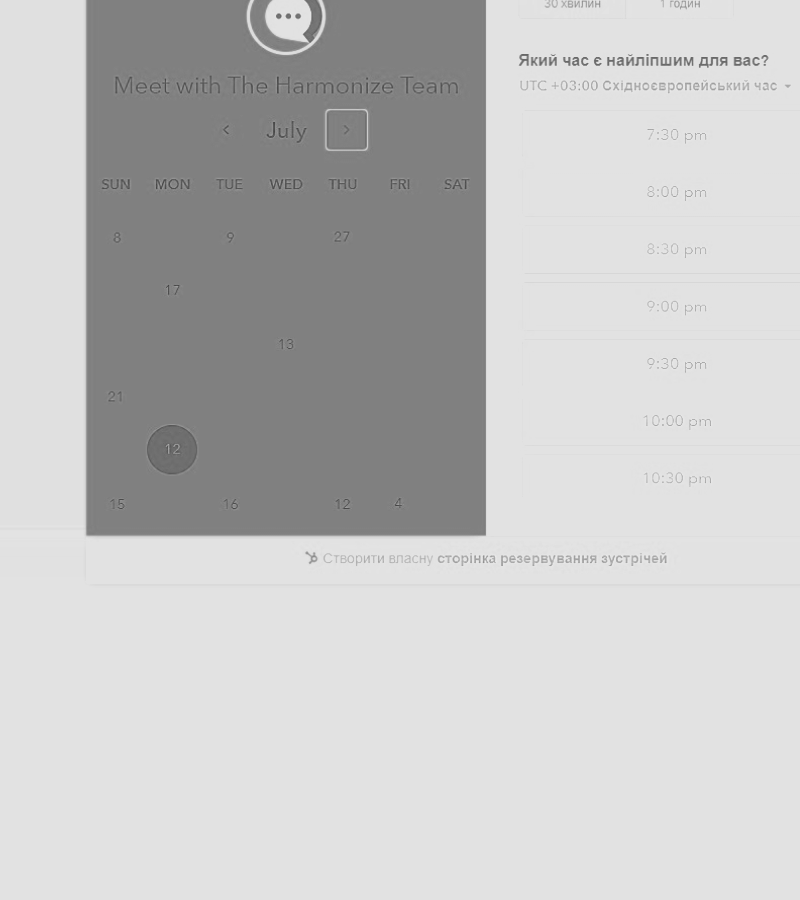 30 хвилин 1 годин
Який час є найліпшим для вас?
UTC +03:00 Східноєвропейський час
Meet with The Harmonize Team
July
SUN MON TUE WED THU FRI SAT
8 9 27
17
13
21
12
15 16 12 4
7:30 pm
8:00 pm
8:30 pm
9:00 pm
9:30 pm
10:00 pm
10:30 pm
Створити власну сторінка резервування зустрічей